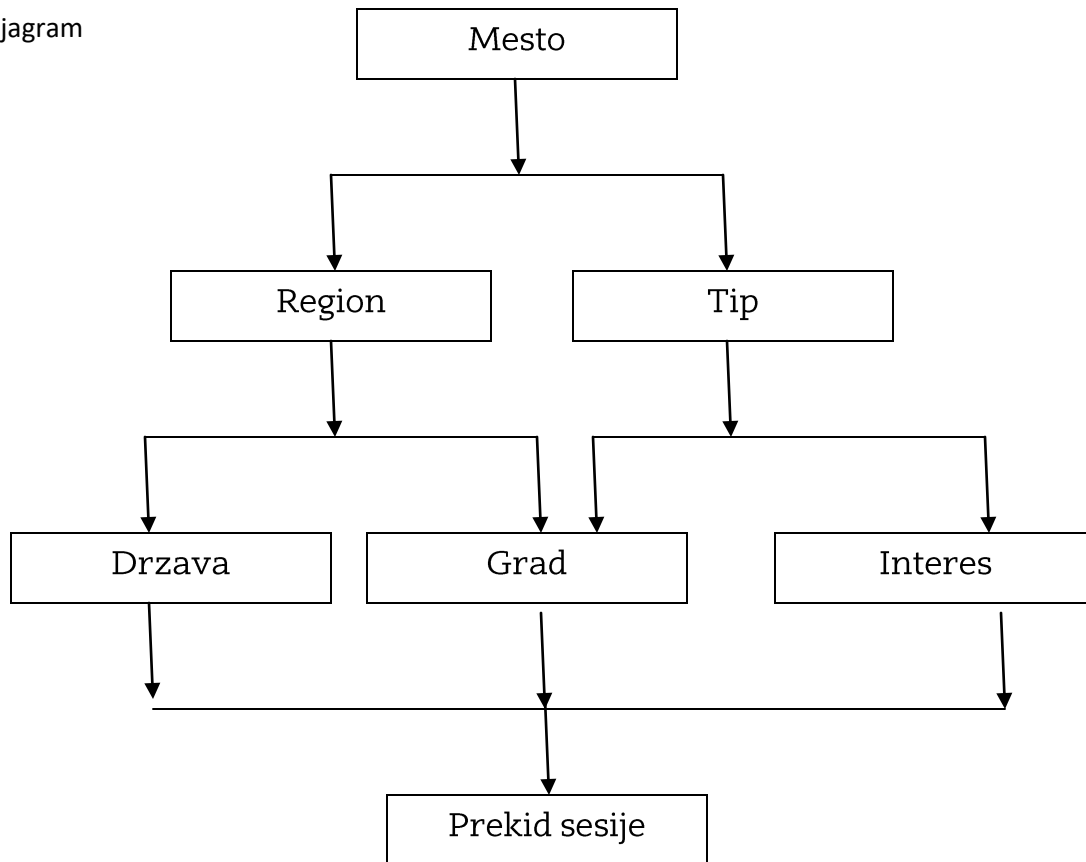 jagram
Mesto
Region
Tip
Drzava
Grad
Interes
Prekid sesije